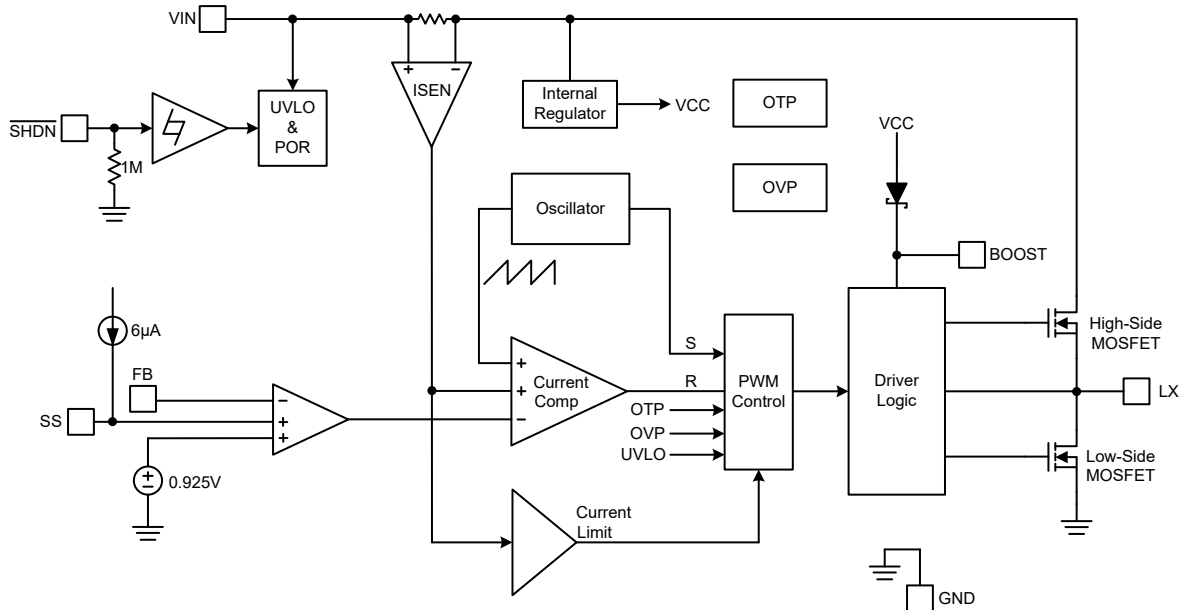 VIN
ISEN
+
−
Internal
Regulator
VCC
OTP
UVLO
&
POR
SHDN
1M
VCC
OVP
Oscillator
BOOST
6µA
High-Side
MOSFET
S
FB
+
Current
Comp
+
−
R
PWM
Control
Driver
Logic
LX
SS
−
+
+
OTP
OVP
UVLO
Low-Side
MOSFET
+
−
0.925V
Current
Limit
GND